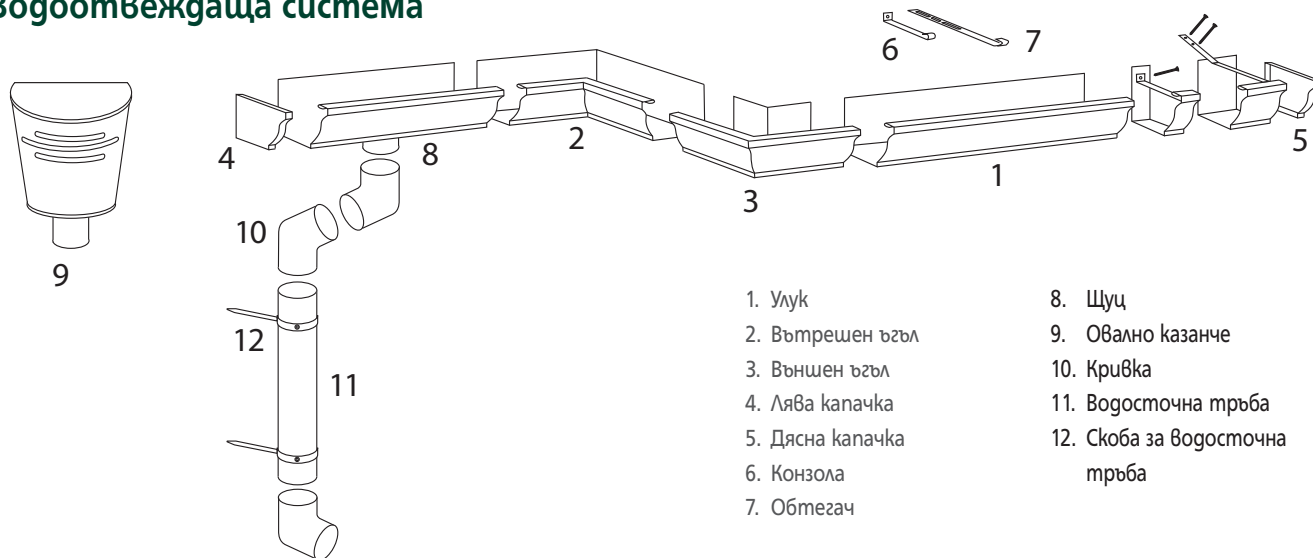 водоотвеждаща система
6
7
4
8
2
3
1
5
9
10
12
11
1. Улук
2. Вътрешен ъгъл
3. Външен ъгъл
4. Лява капачка
5. Дясна капачка
6. Конзола
7. Обтегач
8. Щуц
9. Овално казанче
10. Кривка
11. Водосточна тръба
12. Скоба за водосточна
тръба